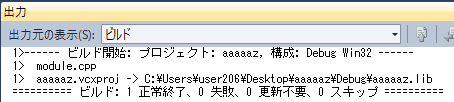 出力
出力元の表示(S): ビルド
1>------ ビルド開始: プロジェクト: aaaaaz, 構成: Debug Win32 ------
1>  module.cpp
1>  aaaaaz.vcxproj -> C:¥Users¥user206¥Desktop¥aaaaaz¥Debug¥aaaaaz.lib
========== ビルド: 1 正常終了、0 失敗、0 更新不要、0 スキップ ==========